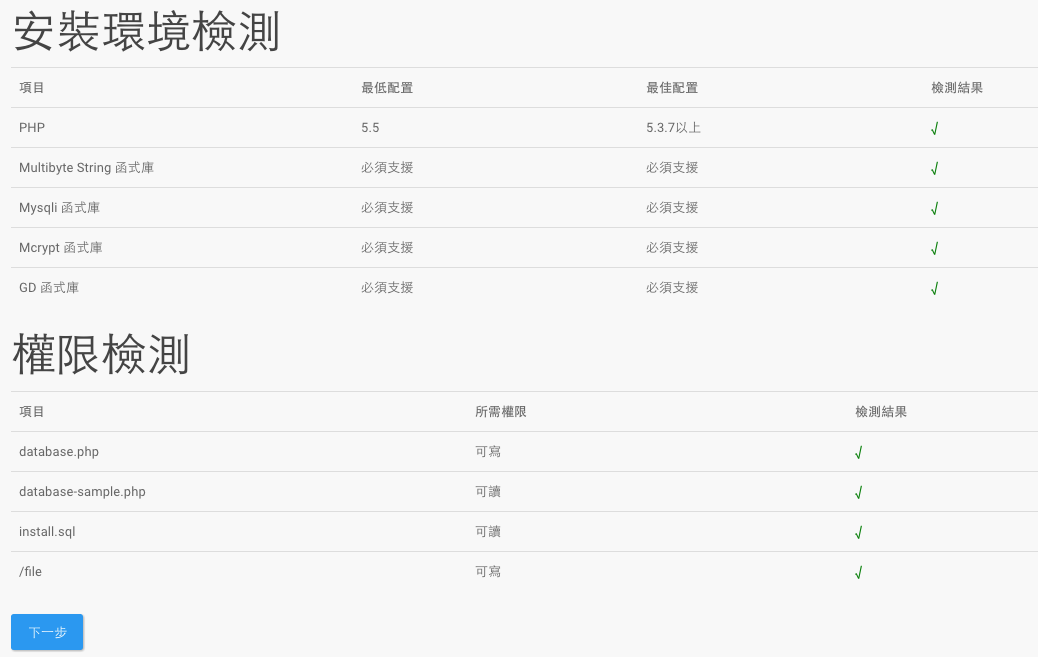 安裝環境檢測
項目 最低配置 最佳配置 檢測結果
PHP 5.5 5.3.7以上 √
Multibyte String 函式庫 必須支援 必須支援 √
Mysqli 函式庫 必須支援 必須支援 √
Mcrypt 函式庫 必須支援 必須支援 √
GD 函式庫 必須支援 必須支援 √
權限檢測
項目 所需權限 檢測結果
database.php 可寫 √
database-sample.php 可讀 √
install.sql 可讀 √
/file 可寫 √
下一步